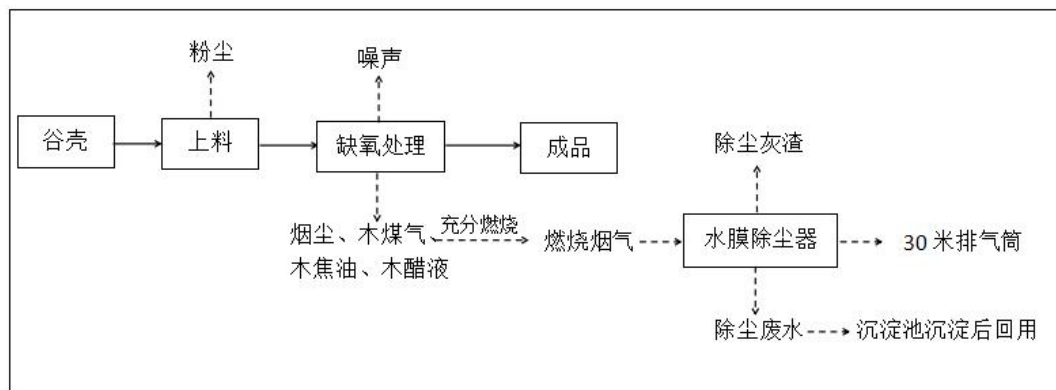 粉尘
噪声
谷壳
上料
缺氧处理
成品
除尘灰渣
烟尘、木煤气、
木焦油、木醋液
充分燃烧
燃烧烟气
水膜除尘器
30 米排气筒
除尘废水
沉淀池沉淀后回用